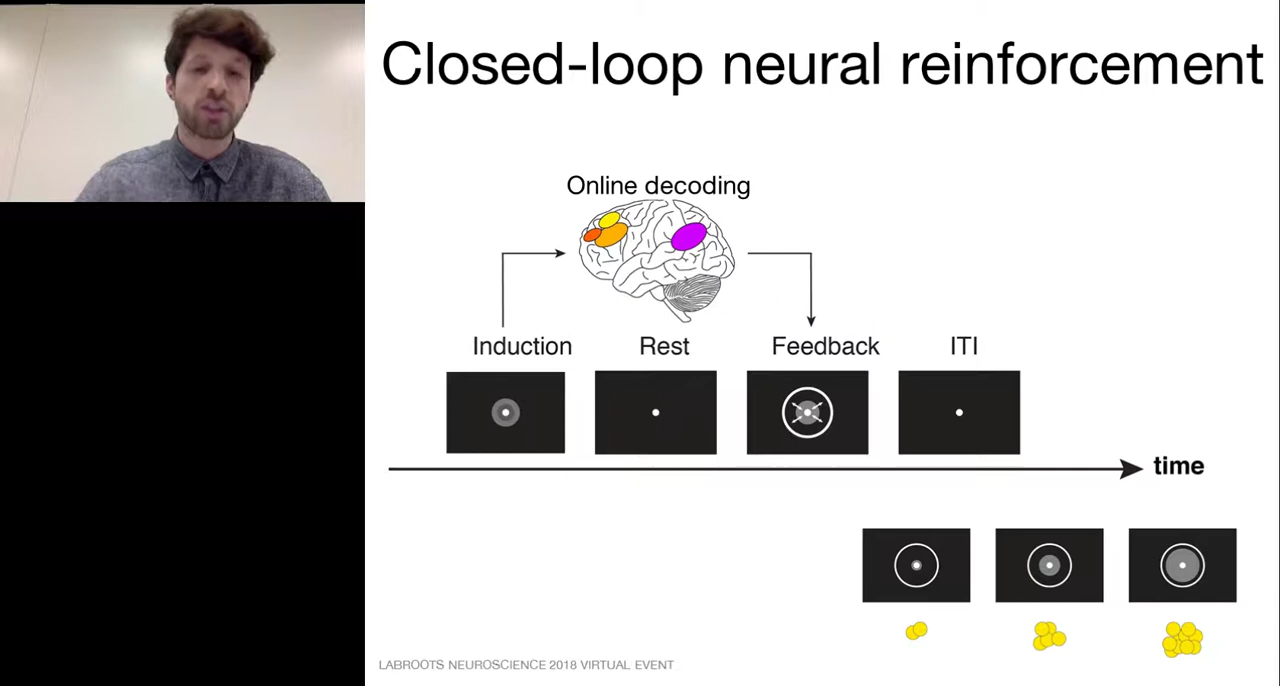 Closed-loop neural reinforcement
Online decoding
Induction Rest Feedback ITI
time
LABROOTS NEUROSCIENCE 2018 VIRTUAL EVENT